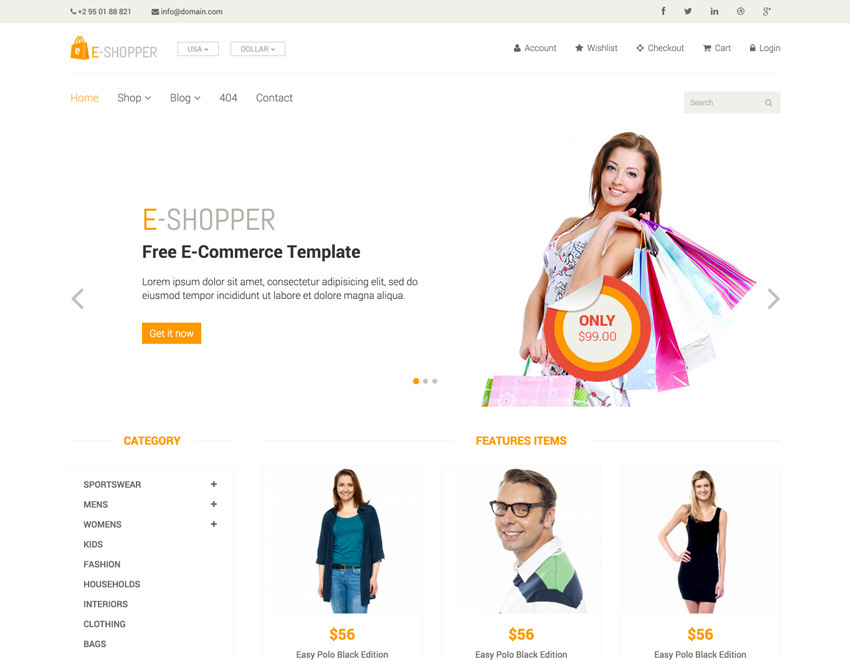 +2 95 01 88 821 info@domain.com
e E-SHOPPER USA DOLLAR Account Wishlist Checkout Cart Login
Home Shop Blog 404 Contact Search
E-SHOPPER
Free E-Commerce Template
Lorem ipsum dolor sit amet, consectetur adipisicing elit, sed do
eiusmod tempor incididunt ut labore et dolore magna aliqua.
Get it now
ONLY
$99.00
CATEGORY
SPORTSWEAR +
MENS +
WOMENS +
KIDS
FASHION
HOUSEHOLDS
INTERIORS
CLOTHING
BAGS
FEATURES ITEMS
$56 $56 $56
Easy Polo Black Edition Easy Polo Black Edition Easy Polo Black Edition